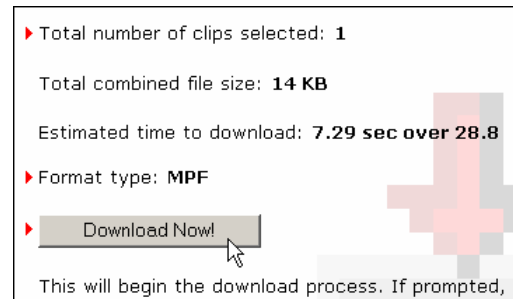 Total number of clips selected: 1
Total combined file size: 14 KB
Estimated time to download: 7.29 sec over 28.8
Format type: MPF
Download Now!
This will begin the download process. If prompted,